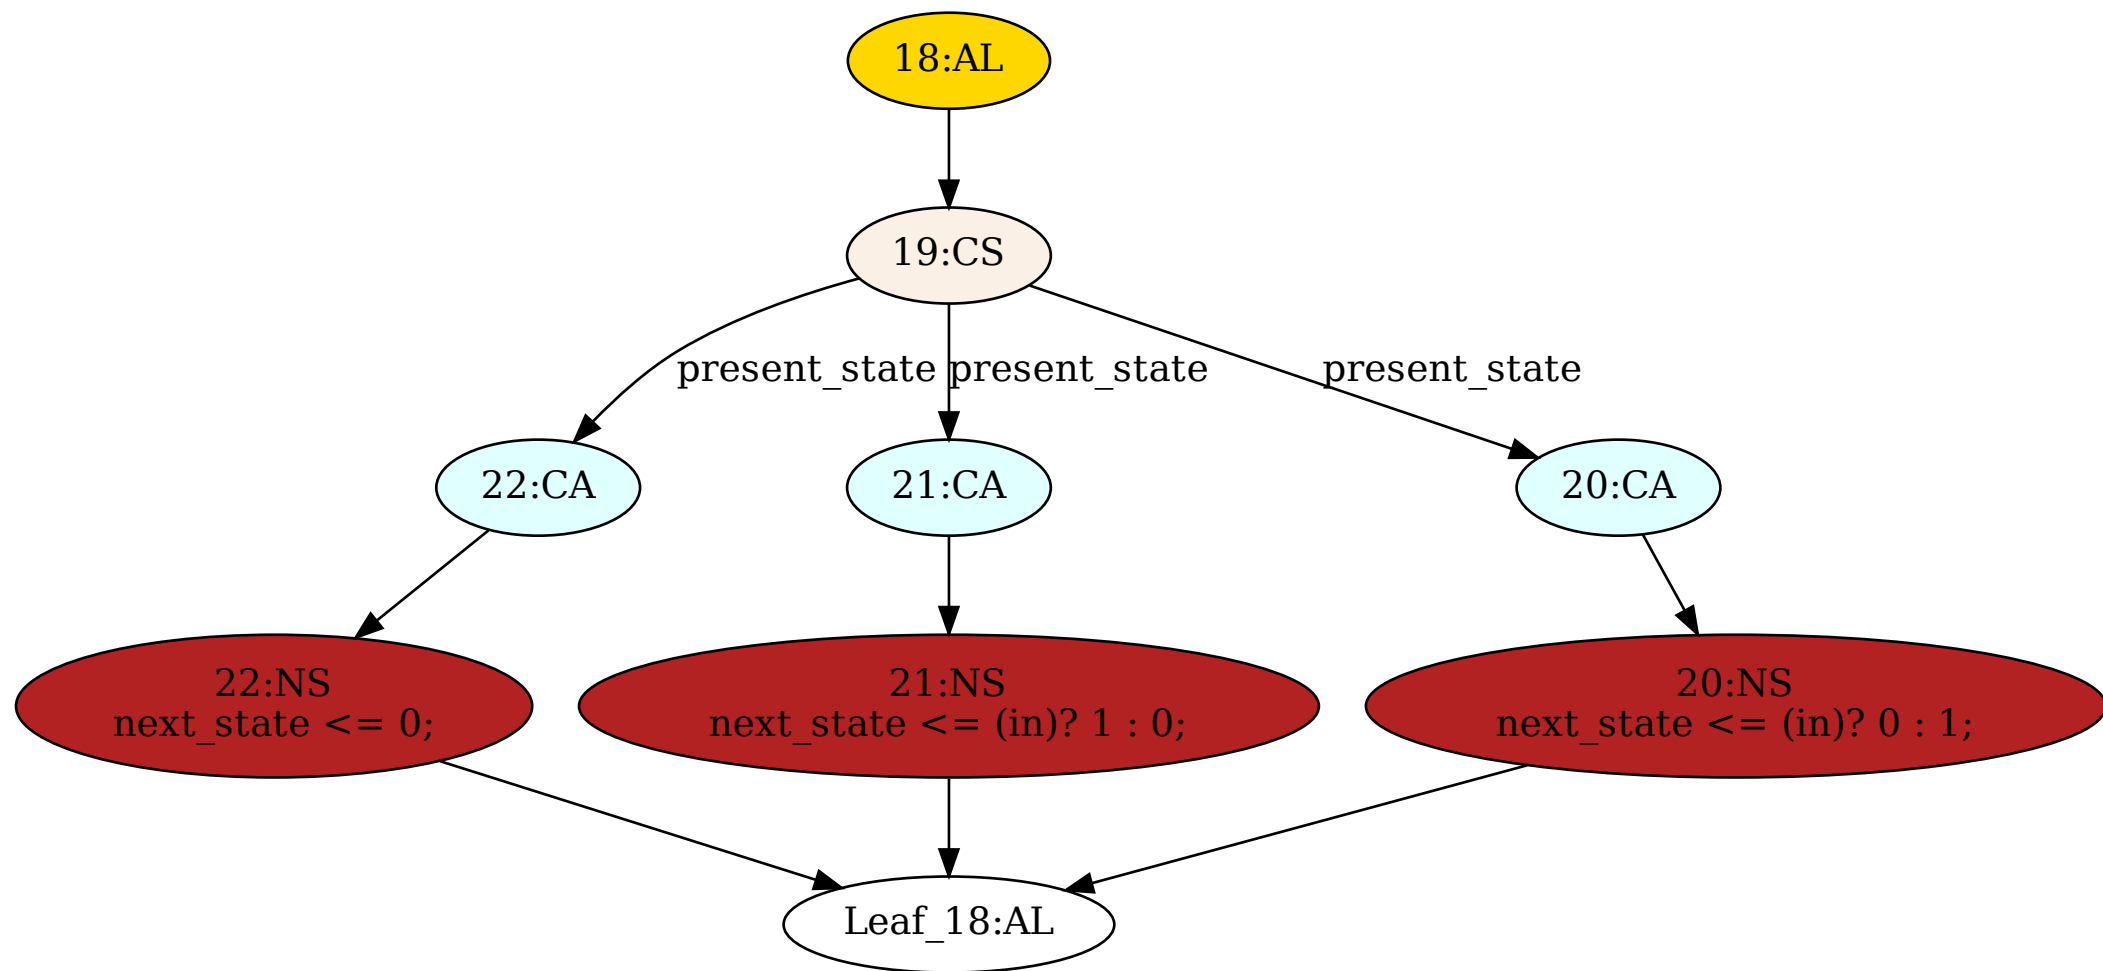 18:AL
19:CS
present_state
present_state
present_state
22:CA
21:CA
20:CA
22:NS
next_state <= 0;
21:NS
next_state <= (in)? 1 : 0;
20:NS
next_state <= (in)? 0 : 1;
Leaf_18:AL